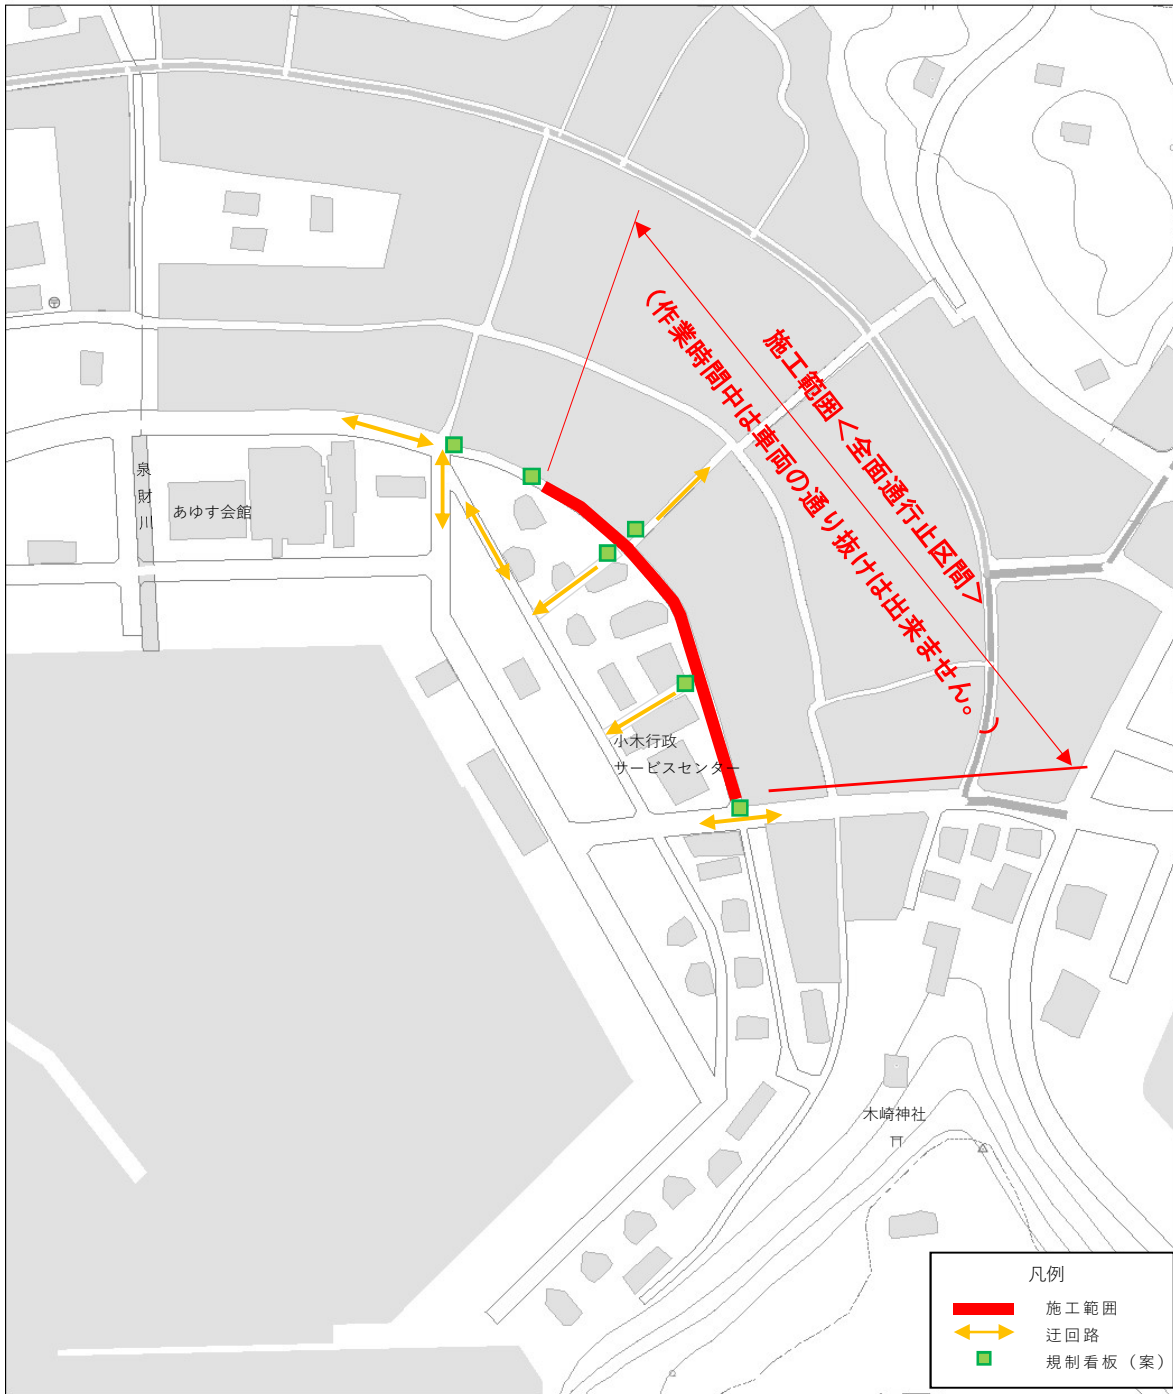 施工範囲<全面通行止区間>
(作業時間中は車両の通り抜けは出来ません。)
泉財川
あゆす会館
小木行政
サービスセンター
木崎神社
凡例
施工範囲
迂回路
規制看板（案）